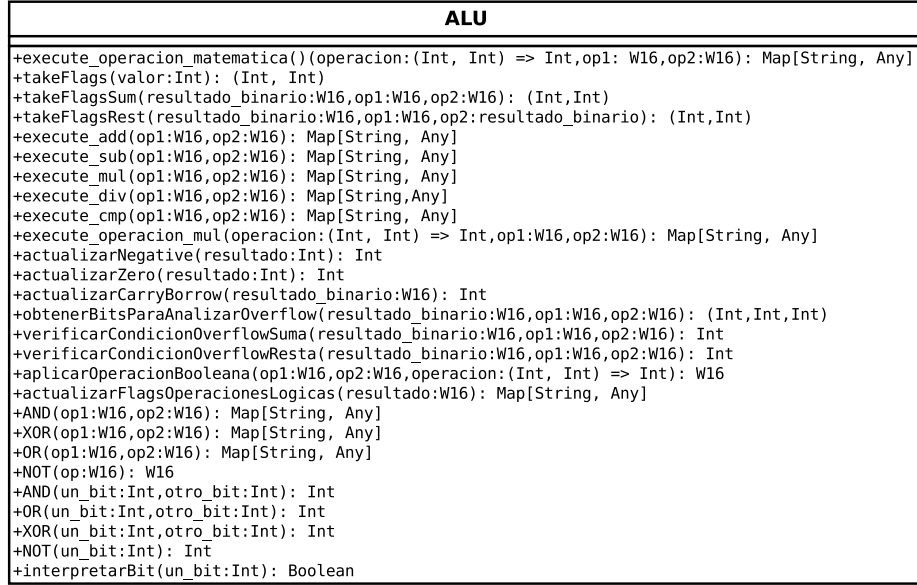 ALU
+execute_operacion_matematica()(operacion:(Int, Int) => Int,op1: W16,op2:W16): Map[String, Any]
+takeFlags(valor:Int): (Int, Int)
+takeFlagsSum(resultado_binario:W16,op1:W16,op2:W16): (Int,Int)
+takeFlagsRest(resultado_binario:W16,op1:W16,op2:resultado_binario): (Int,Int)
+execute_add(op1:W16,op2:W16): Map[String, Any]
+execute_sub(op1:W16,op2:W16): Map[String, Any]
+execute_mul(op1:W16,op2:W16): Map[String, Any]
+execute_div(op1:W16,op2:W16): Map[String,Any]
+execute_cmp(op1:W16,op2:W16): Map[String, Any]
+execute_operacion_mul(operacion:(Int, Int) => Int,op1:W16,op2:W16): Map[String, Any]
+actualizarNegative(resultado:Int): Int
+actualizarZero(resultado:Int): Int
+actualizarCarryBorrow(resultado_binario:W16): Int
+obtenerBitsParaAnalizarOverflow(resultado_binario:W16,op1:W16,op2:W16): (Int,Int,Int)
+verificarCondicionOverflowSuma(resultado_binario:W16,op1:W16,op2:W16): Int
+verificarCondicionOverflowResta(resultado_binario:W16,op1:W16,op2:W16): Int
+aplicarOperacionBooleana(op1:W16,op2:W16,operacion:(Int, Int) => Int): W16
+actualizarFlagsOperacionesLogicas(resultado:W16): Map[String, Any]
+AND(op1:W16,op2:W16): Map[String, Any]
+XOR(op1:W16,op2:W16): Map[String, Any]
+OR(op1:W16,op2:W16): Map[String, Any]
+NOT(op:W16): W16
+AND(un_bit:Int,otro_bit:Int): Int
+OR(un_bit:Int,otro_bit:Int): Int
+XOR(un_bit:Int,otro_bit:Int): Int
+NOT(un_bit:Int): Int
+interpretarBit(un_bit:Int): Boolean